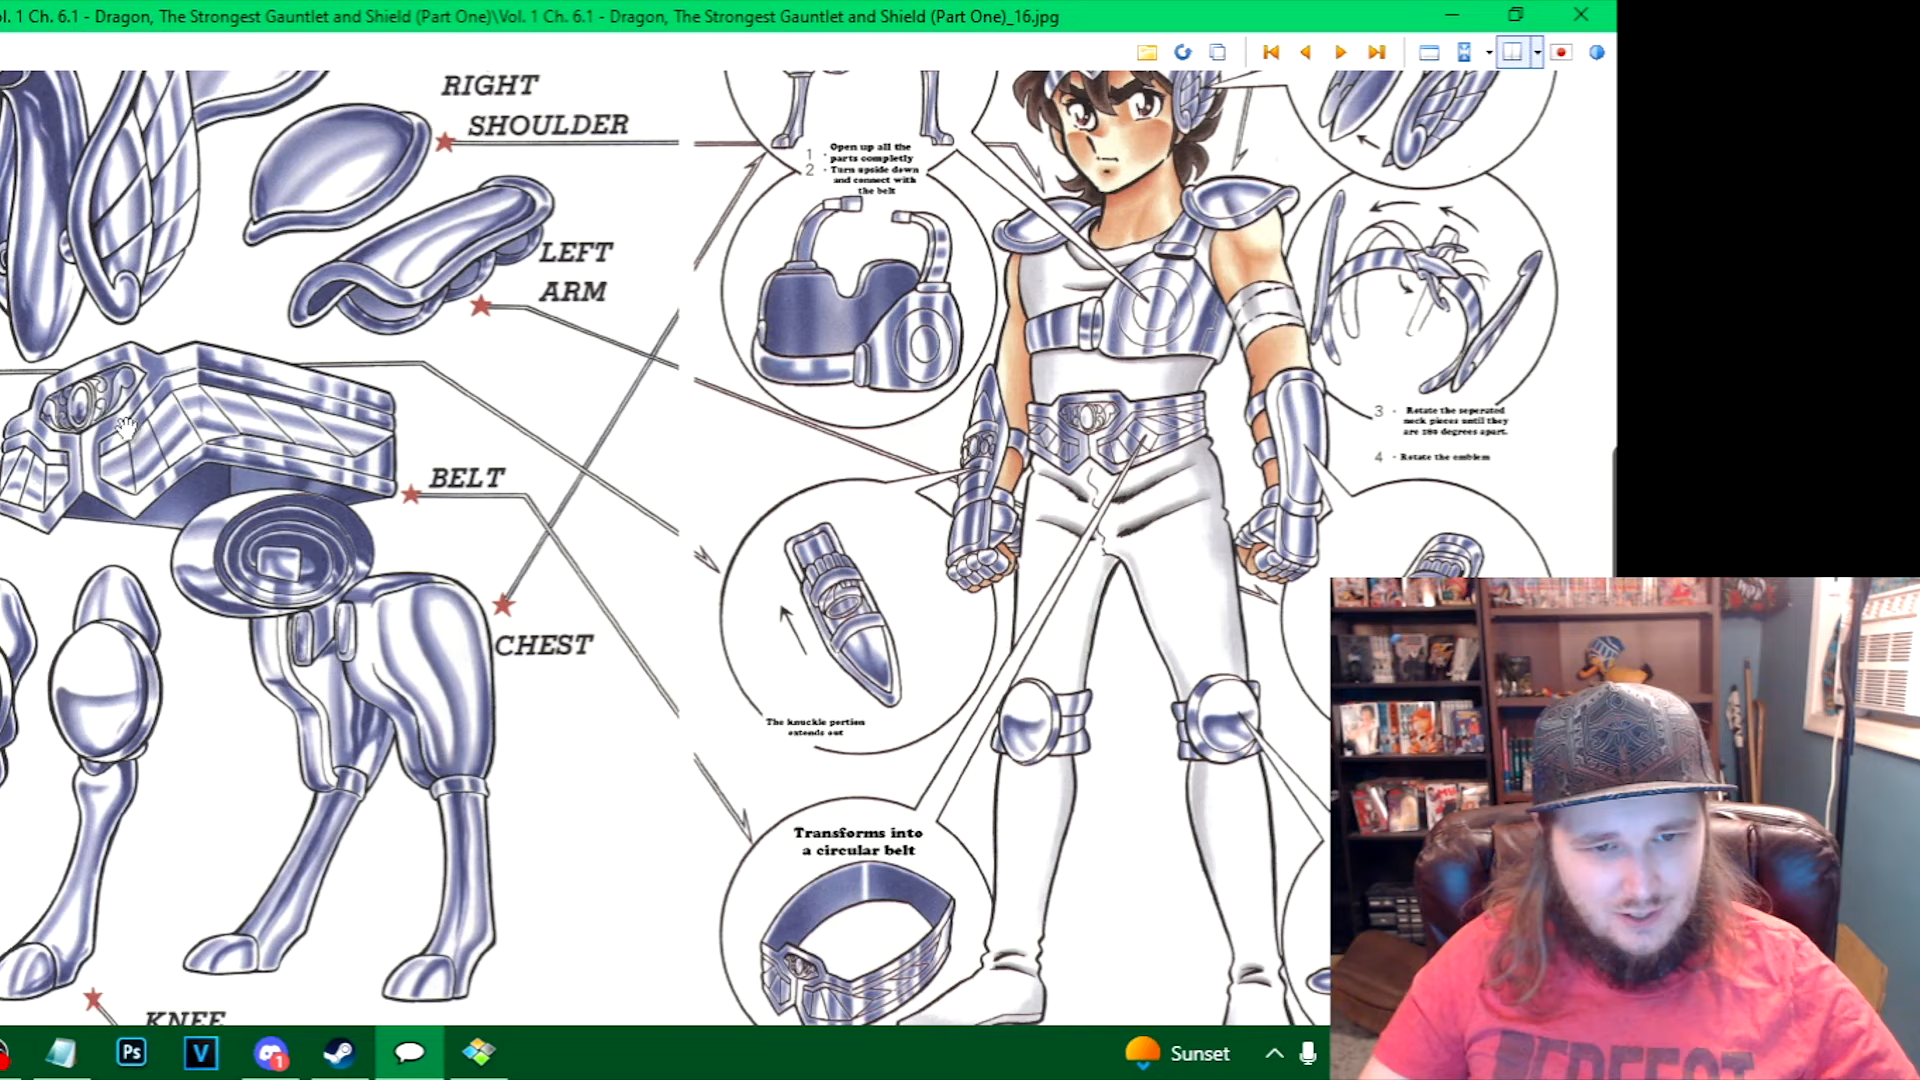 ol. 1 Ch. 6.1 - Dragon, The Strongest Gauntlet and Shield (Part One)\Vol. 1 Ch. 6.1 - Dragon, The Strongest Gauntlet and Shield (Part One)_16.jpg
RIGHT
SHOULDER
LEFT
ARM
BELT
CHEST
KNEE
1 · Open up all the
parts completely
2 · Turn upside down
and connect with
the belt
3 · Rotate the seperated
neck pieces until they
are 180 degrees apart.
4 · Rotate the emblem
The knuckle portion
extends out
Transforms into
a circular belt
PERFECT
Ps
V
1
Sunset